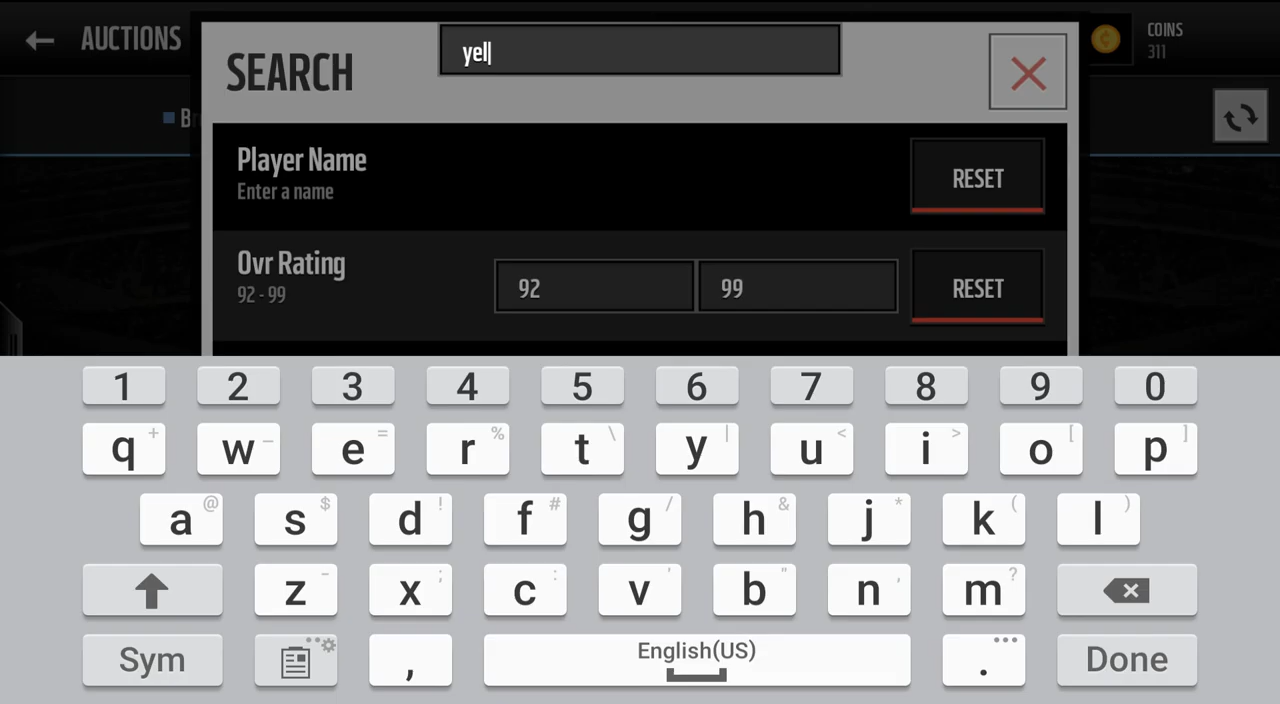 AUCTIONS
SEARCH
yel
COINS
311
Player Name
Enter a name
RESET
Ovr Rating
92 - 99
92
99
RESET
1 2 3 4 5 6 7 8 9 0
q + w - e = r % t \ y | u < i > o [ p ]
a @ s $ d ! f # g / h & j * k ( l )
z - x ; c : v ' b " n , m ?
Sym , English(US) . Done